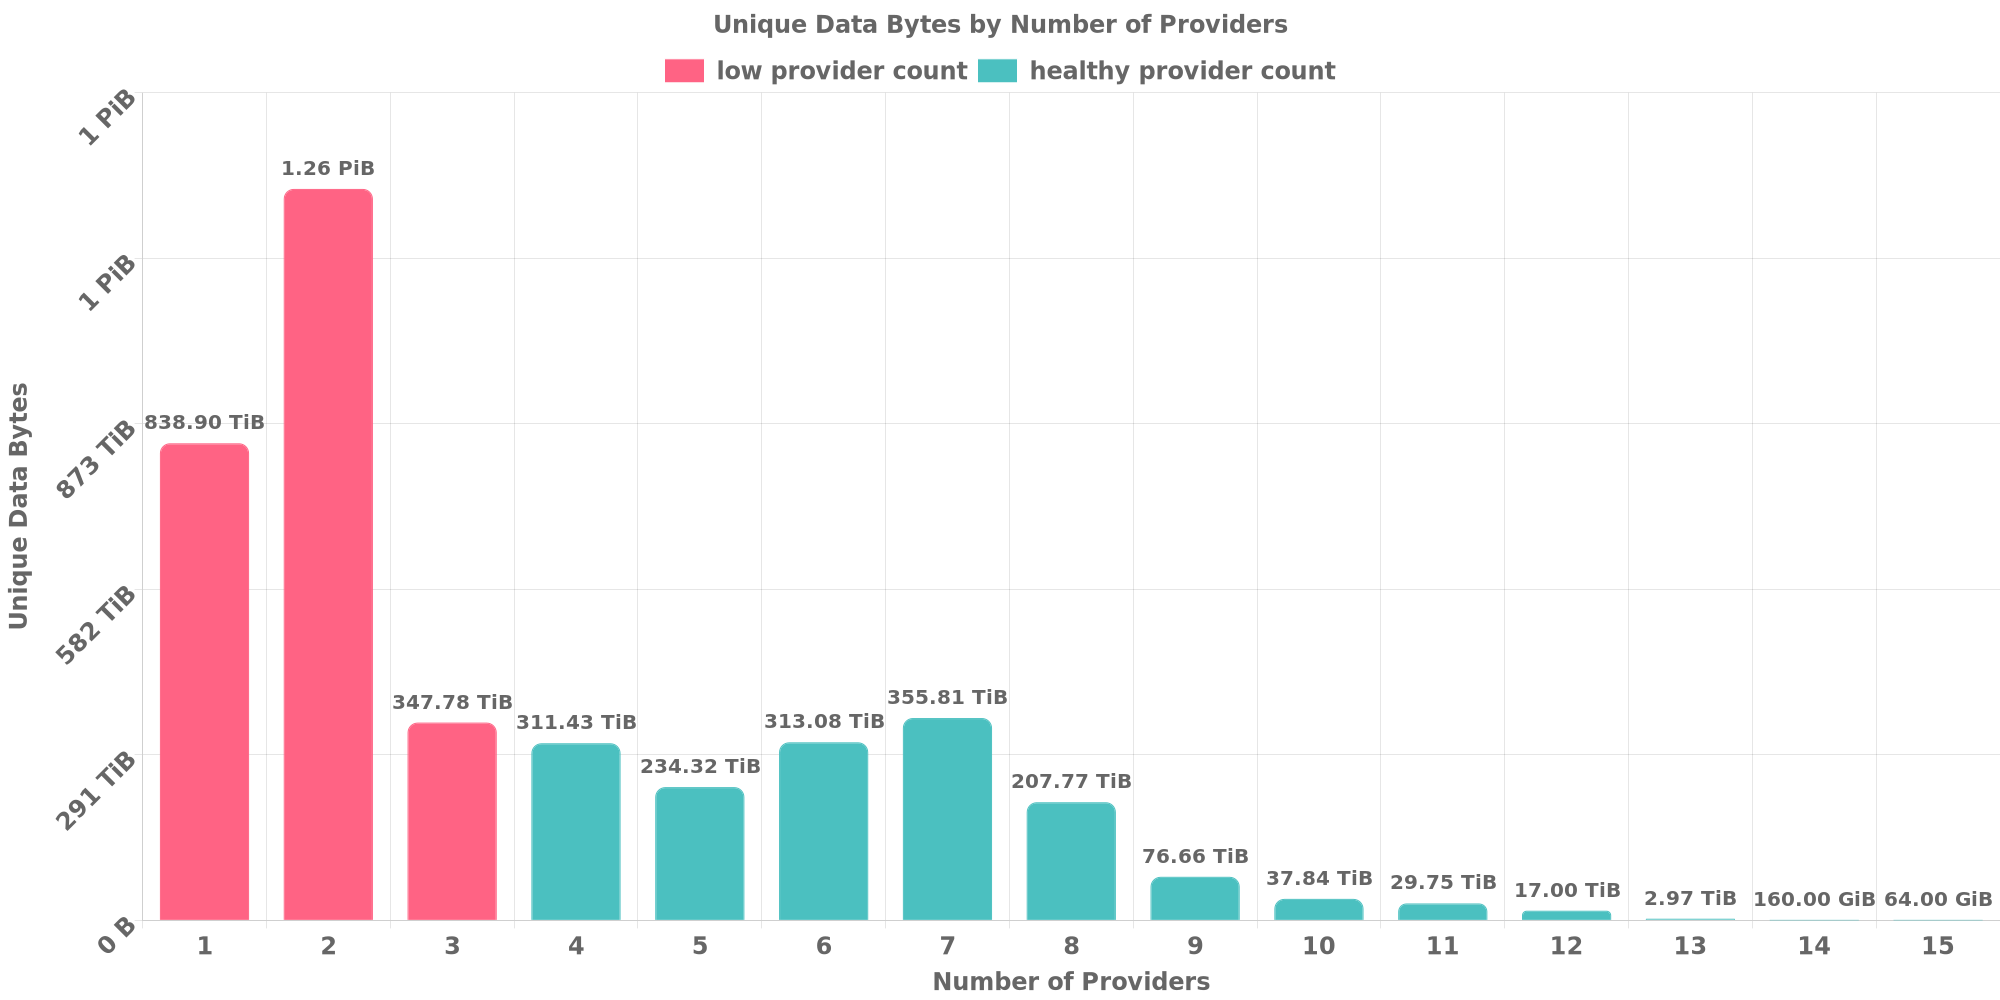 Unique Data Bytes by Number of Providers
low provider count healthy provider count
1 PiB
1 PiB
873 TiB
582 TiB
291 TiB
0 B
Unique Data Bytes
838.90 TiB
1.26 PiB
347.78 TiB
311.43 TiB
234.32 TiB
313.08 TiB
355.81 TiB
207.77 TiB
76.66 TiB
37.84 TiB
29.75 TiB
17.00 TiB
2.97 TiB
160.00 GiB
64.00 GiB
1 2 3 4 5 6 7 8 9 10 11 12 13 14 15
Number of Providers